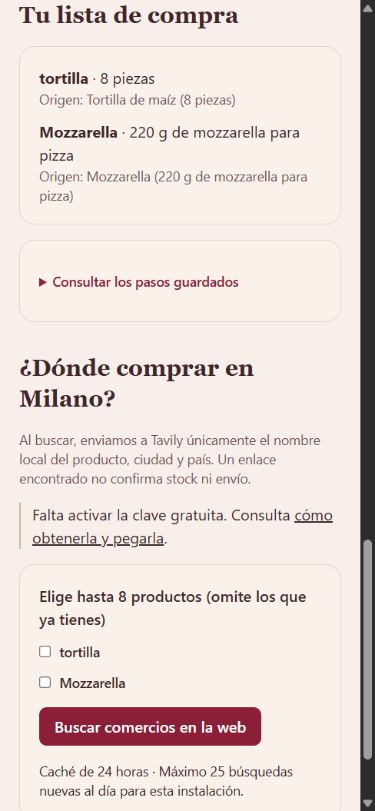 Tu lista de compra
tortilla · 8 piezas
Origen: Tortilla de maíz (8 piezas)
Mozzarella · 220 g de mozzarella para
pizza
Origen: Mozzarella (220 g de mozzarella para
pizza)
▶ Consultar los pasos guardados
¿Dónde comprar en
Milano?
Al buscar, enviamos a Tavily únicamente el nombre
local del producto, ciudad y país. Un enlace
encontrado no confirma stock ni envío.
Falta activar la clave gratuita. Consulta cómo
obtenerla y pegarla.
Elige hasta 8 productos (omite los que
ya tienes)
tortilla
Mozzarella
Buscar comercios en la web
Caché de 24 horas · Máximo 25 búsquedas
nuevas al día para esta instalación.